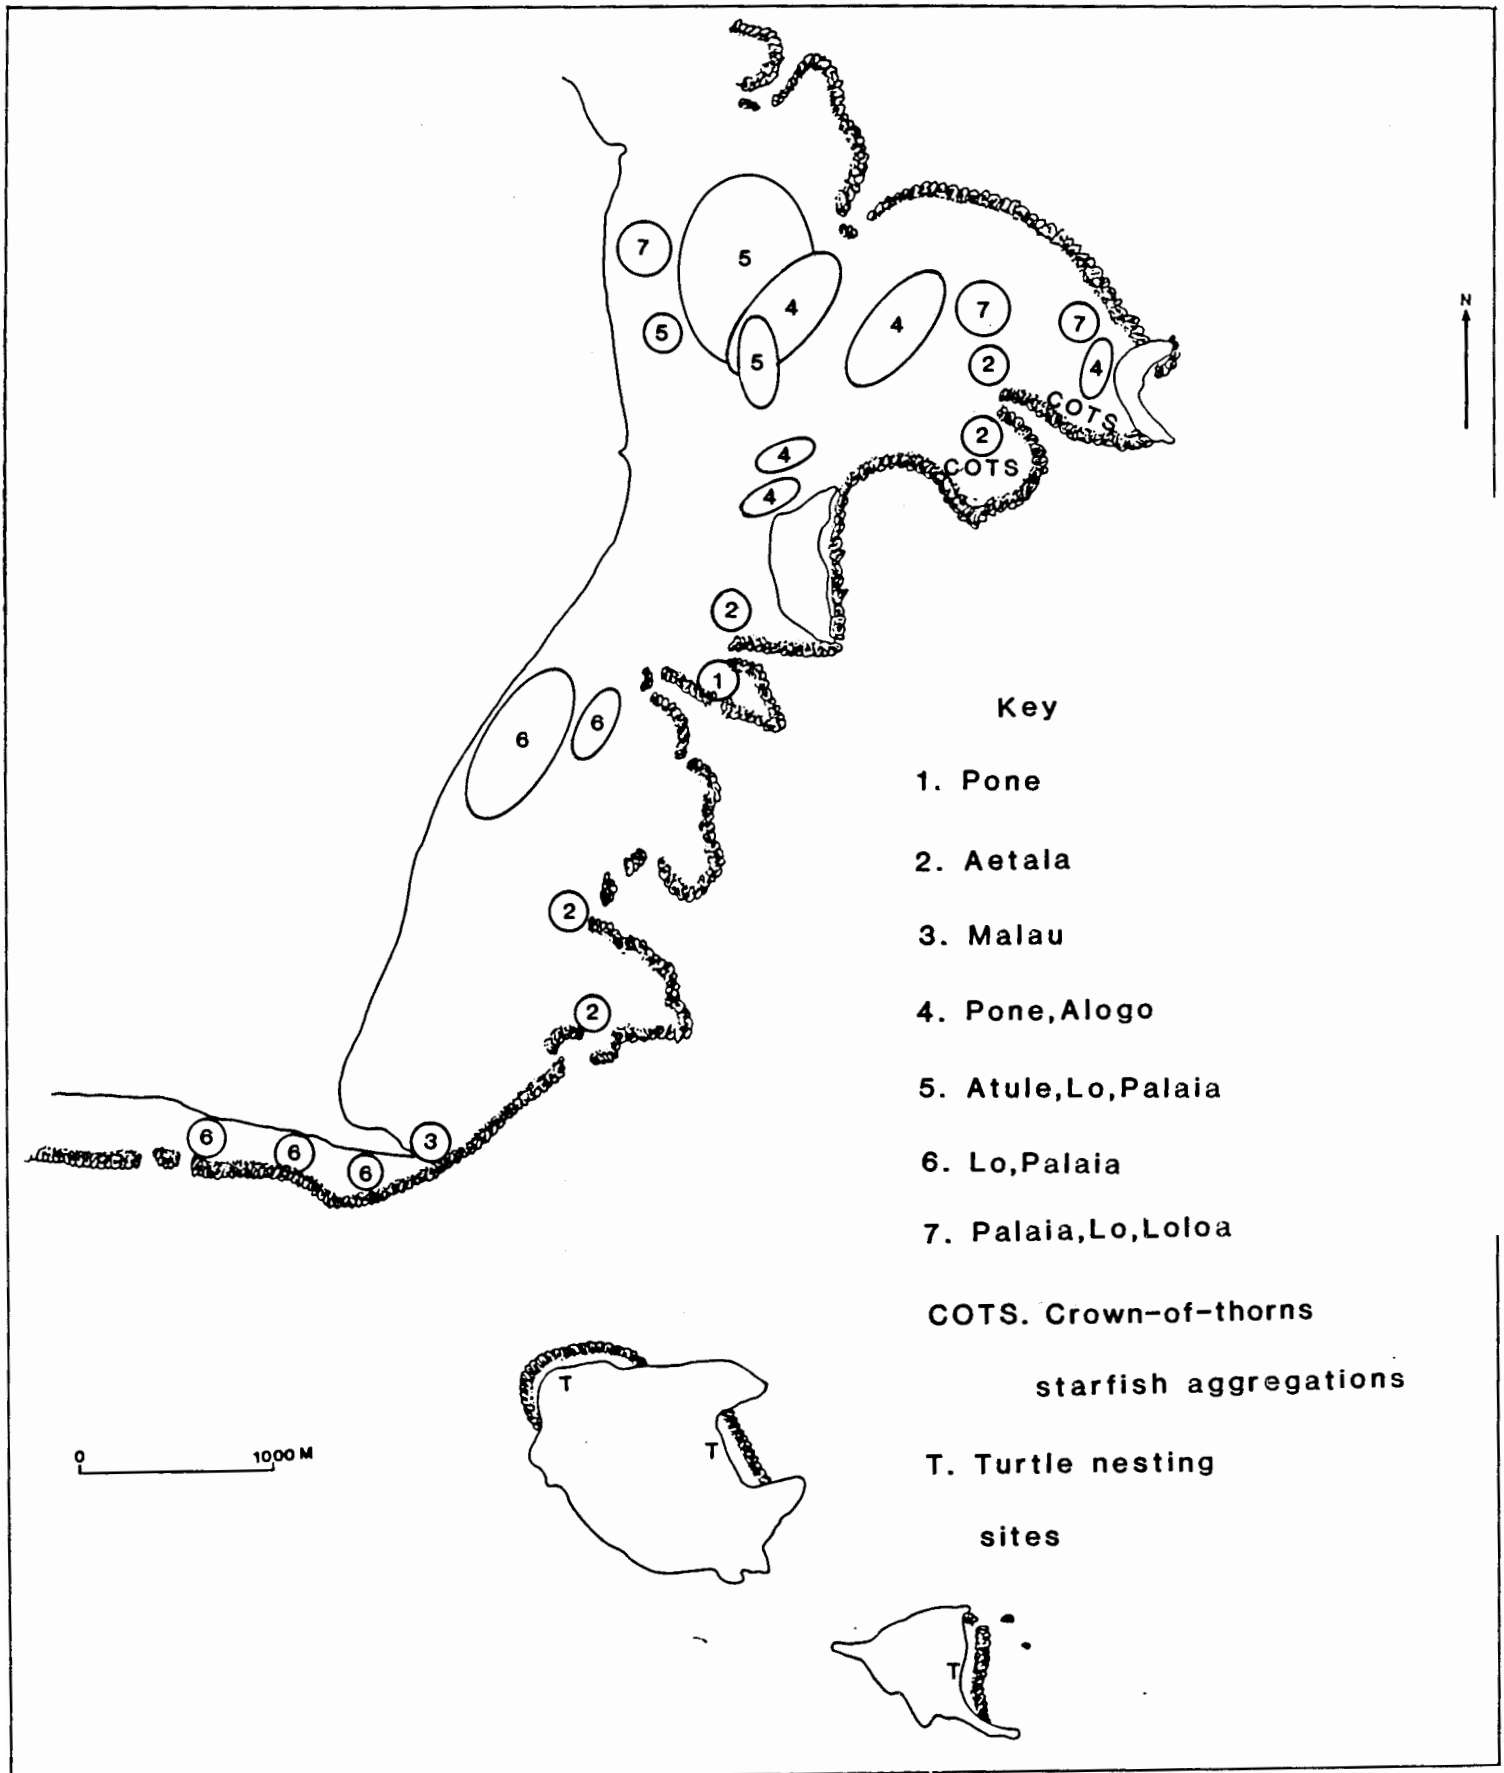 N
7
5
4
5
5
4
7
7
2
4
COTS
2
COTS
4
4
2
1
6
6
2
2
3
6
6
6
Key
1. Pone
2. Aetala
3. Malau
4. Pone,Alogo
5. Atule,Lo,Palaia
6. Lo,Palaia
7. Palaia,Lo,Loloa
COTS. Crown-of-thorns
starfish aggregations
T. Turtle nesting
sites
0 1000 M
T
T
T